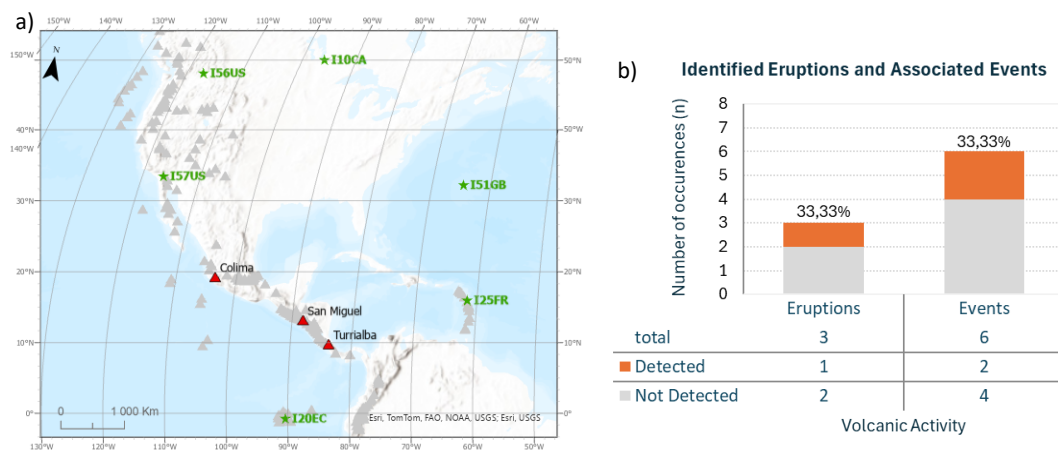 a)
150°W 140°W 130°W 120°W 110°W 100°W 90°W 80°W 70°W 60°W
150°W
N
I56US
I10CA
50°N
40°N
50°W
140°W
I57US
I51GB
30°N
30°N
20°N
20°N
Colima
San Miguel
I25FR
Turrialba
10°N
10°N
0°
0 1 000 Km
I20EC
Esri, TomTom, FAO, NOAA, USGS; Esri, USGS
0°
130°W 120°W 110°W 100°W 90°W 80°W 70°W 60°W 50°W
b)
Identified Eruptions and Associated Events
Number of occurences (n)
8
7
6
5
4
3
2
1
0
33,33%
33,33%
Eruptions Events
total 3 6
Detected 1 2
Not Detected 2 4
Volcanic Activity